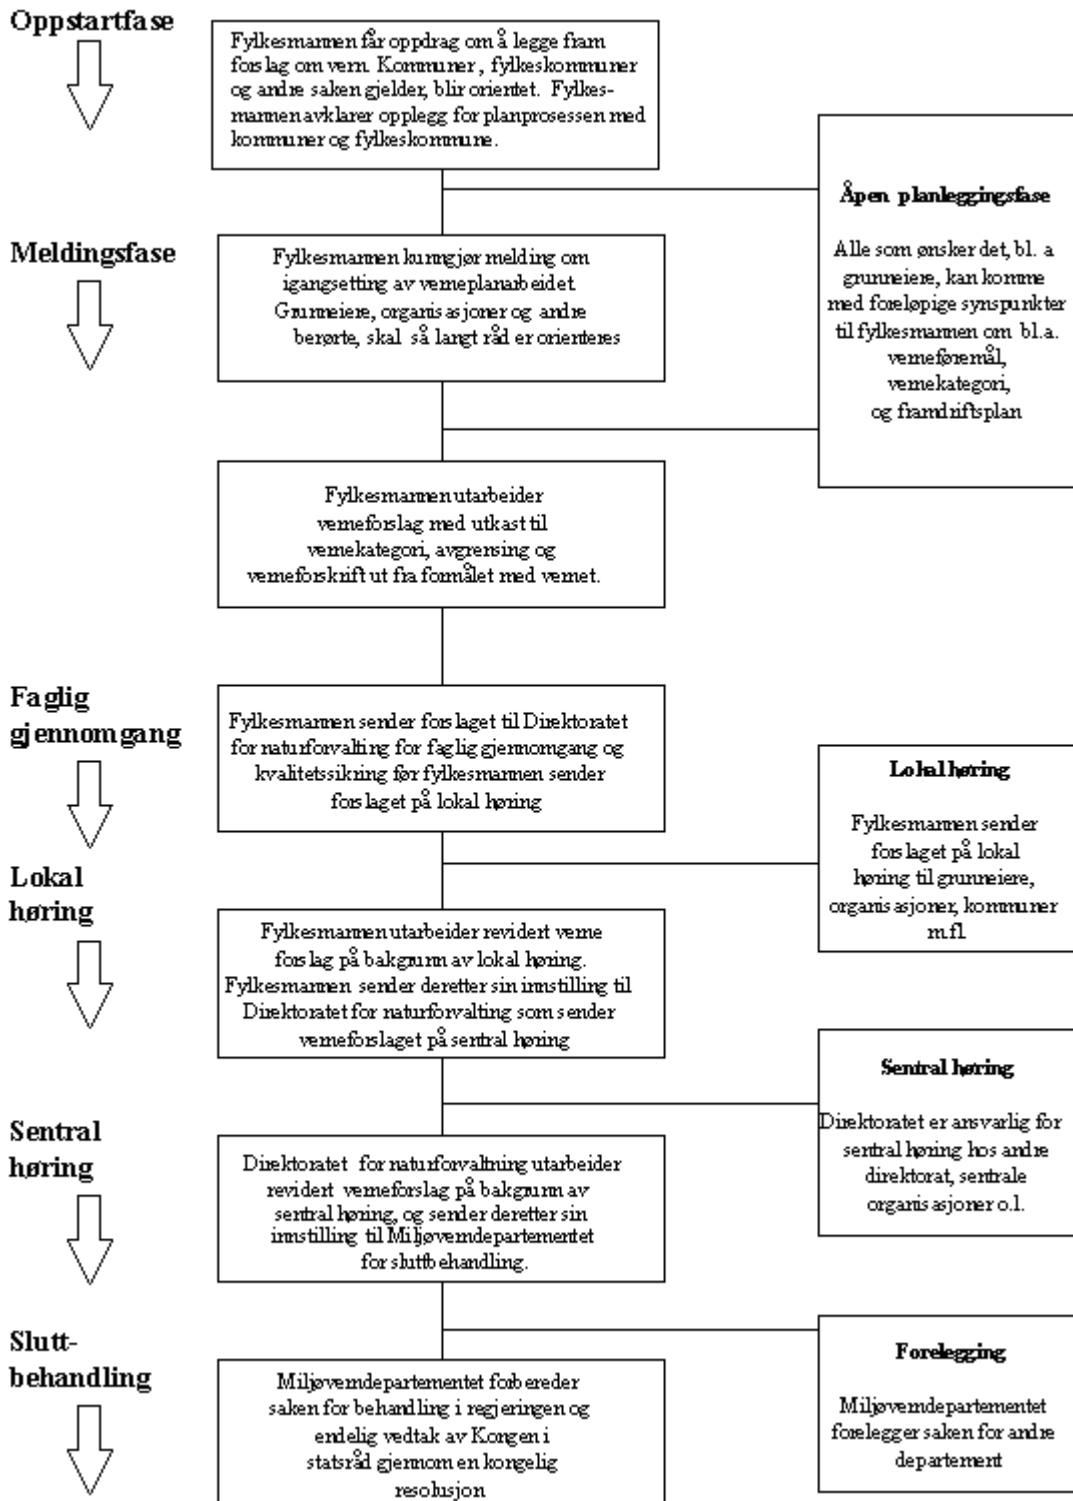 Oppstartfase
Fylkesmannen får oppdrag om å legge fram
forslag om vern. Kommuner, fylkeskommuner
og andre saken gjelder, blir orientet. Fylkes-
mannen avklarer opplegg for planprosessen med
kommuner og fylkeskommune.
Åpen planleggingsfase
Alle som ønsker det, bl. a
grunneiere, kan komme
med foreløpige synspunkter
til fylkesmannen om bl.a.
verneføremål,
vernekategori,
og framdriftsplan
Meldingsfase
Fylkesmannen kunngjør melding om
igangsetting av verneplanarbeidet.
Grunneiere, organisasjoner og andre
berørte, skal så langt råd er orienteres
Fylkesmannen utarbeider
verneforslag med utkast til
vernekategori, avgrensing og
verneforskrift ut fra formålet med vernet.
Faglig
gjennomgang
Fylkesmannen sender forslaget til Direktoratet
for naturforvalting for faglig gjennomgang og
kvalitetssikring før fylkesmannen sender
forslaget på lokal høring
Lokal høring
Fylkesmannen sender
forslaget på lokal
høring til grunneiere,
organisasjoner, kommuner
m.fl.
Lokal
høring
Fylkesmannen utarbeider revidert verne
forslag på bakgrunn av lokal høring.
Fylkesmannen sender deretter sin innstilling til
Direktoratet for naturforvalting som sender
verneforslaget på sentral høring
Sentral høring
Direktoratet er ansvarlig for
sentral høring hos andre
direktorat, sentrale
organisasjoner o.l.
Sentral
høring
Direktoratet for naturforvaltning utarbeider
revidert verneforslag på bakgrunn av
sentral høring, og sender deretter sin
innstilling til Miljøverndepartementet
for sluttbehandling.
Forelegging
Miljøverndepartementet
forelegger saken for andre
departement
Slutt-
behandling
Miljøverndepartementet forbereder
saken for behandling i regjeringen og
endelig vedtak av Kongen i
statsråd gjennom en kongelig
resolusjon